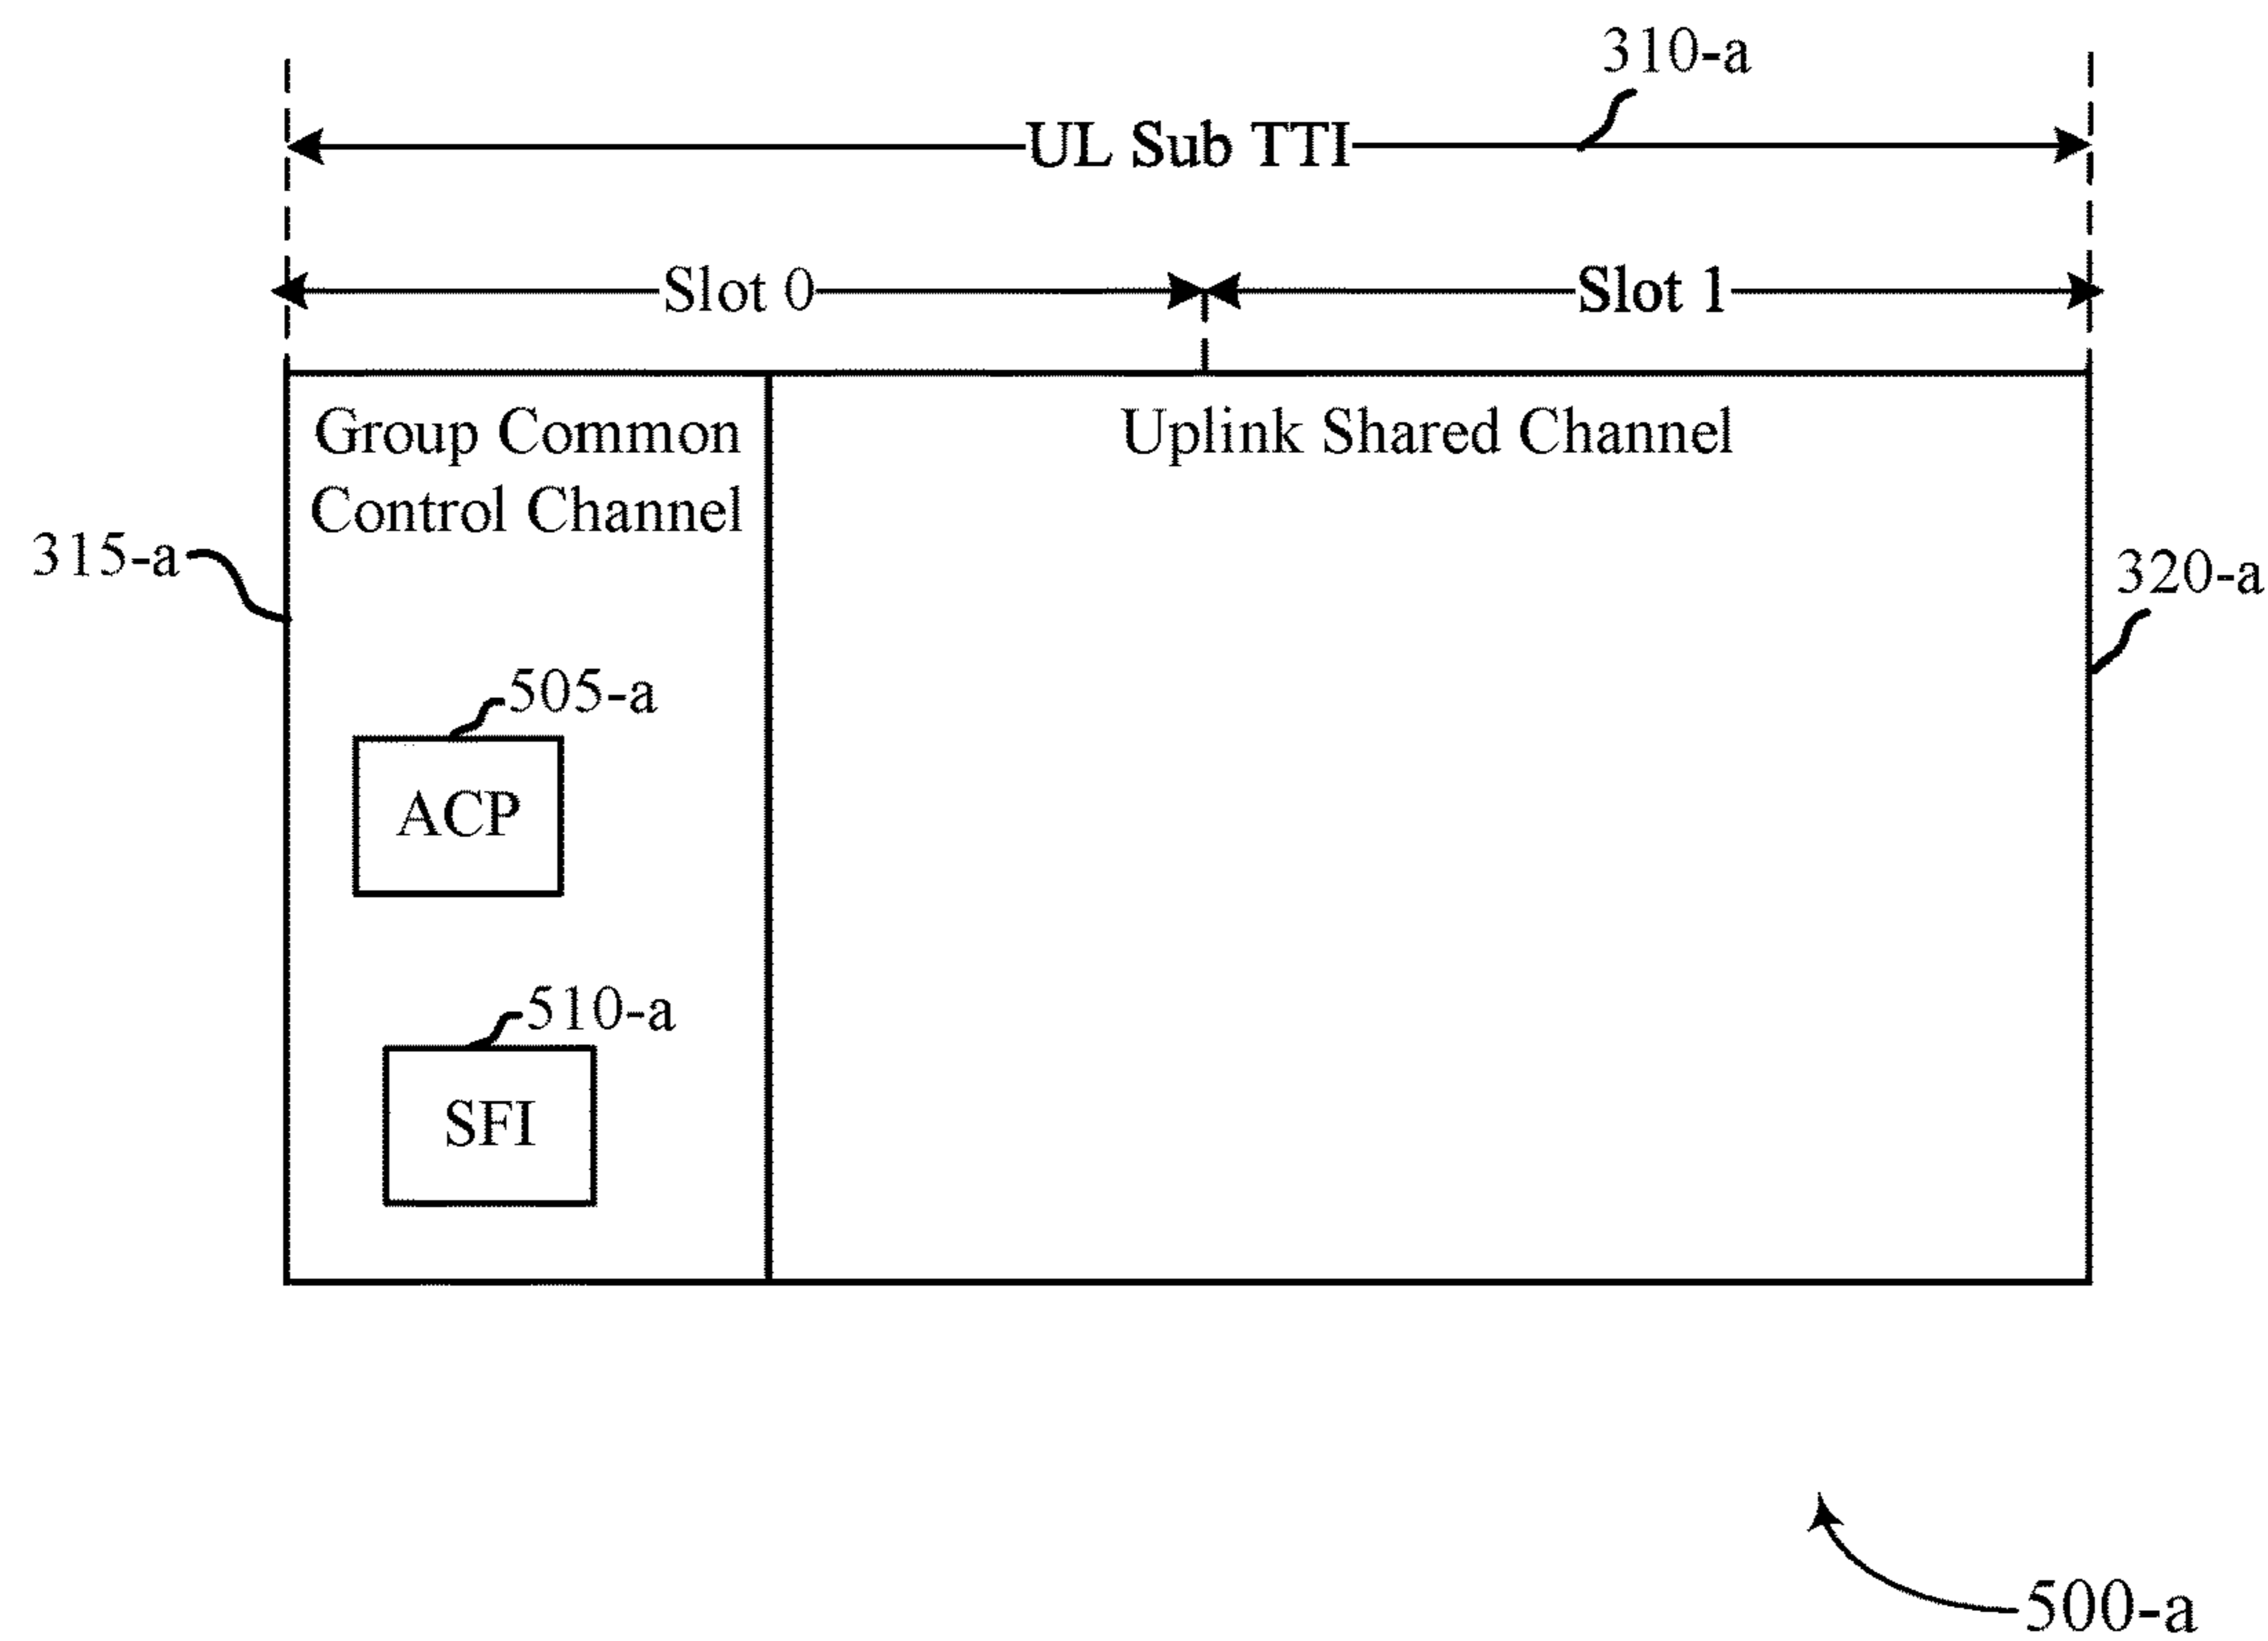 310-a
UL Sub TTI
Slot 0
Slot 1
Group Common
Control Channel
Uplink Shared Channel
315-a
320-a
505-a
ACP
510-a
SFI
500-a